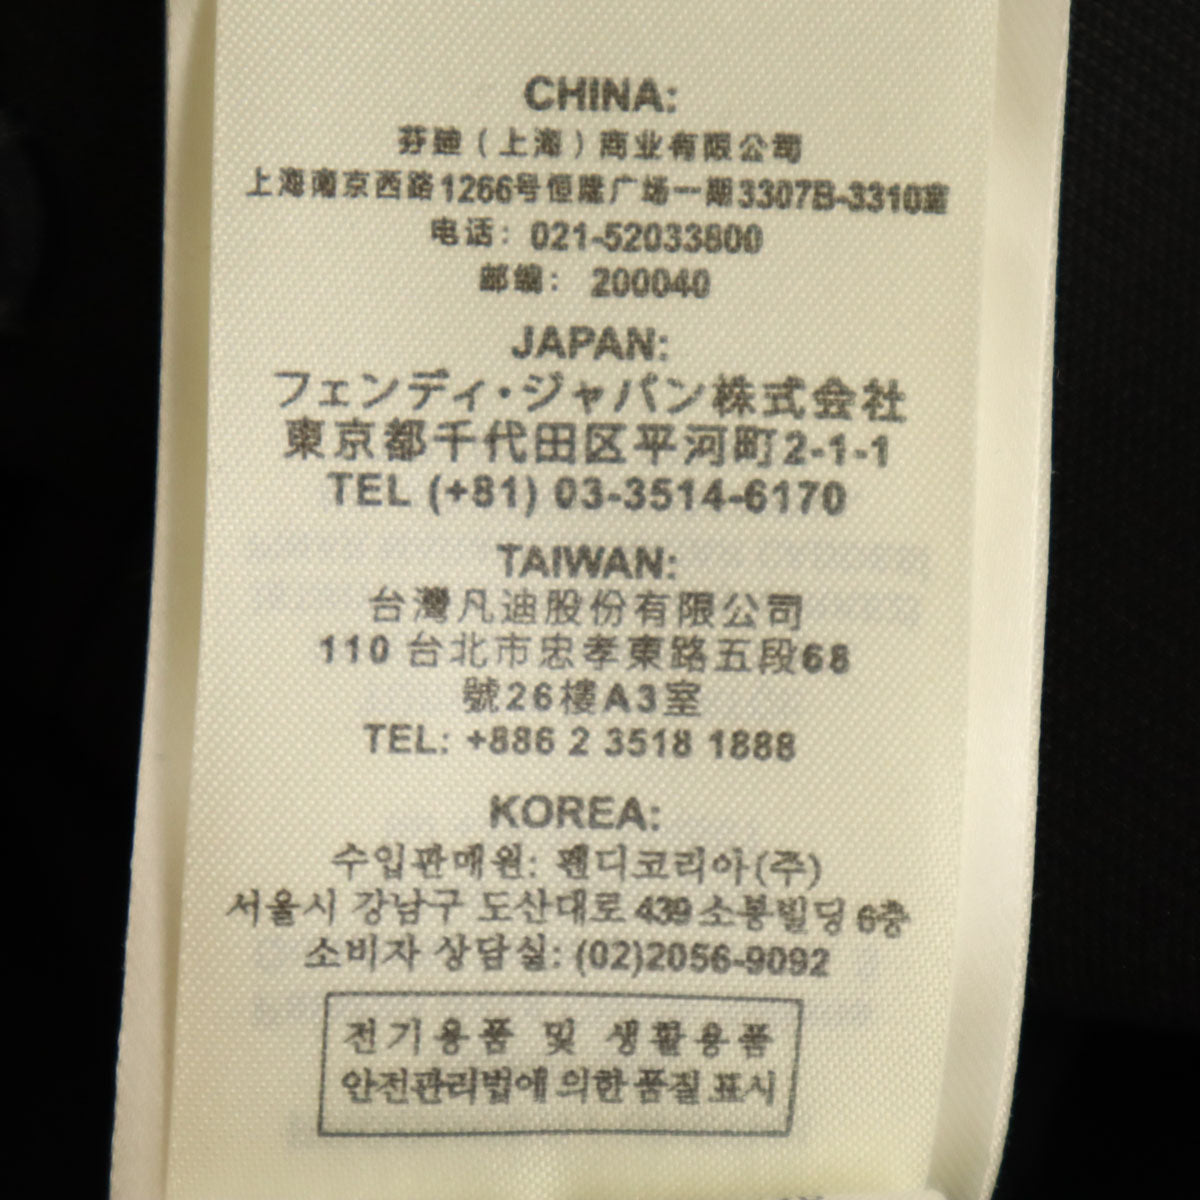 CHINA:
芬迪（上海）商业有限公司
上海南京西路1266号恒隆广场一期3307B-3310室
电话: 021-52033800
邮编: 200040
JAPAN:
フェンディ・ジャパン株式会社
東京都千代田区平河町2-1-1
TEL (+81) 03-3514-6170
TAIWAN:
台灣凡迪股份有限公司
110 台北市忠孝東路五段68
號26樓A3室
TEL: +886 2 3518 1888
KOREA:
수입판매원: 펜디코리아(주)
서울시 강남구 도산대로 439 소봉빌딩 6층
소비자 상담실: (02)2056-9092
전기용품 및 생활용품
안전관리법에 의한 품질 표시